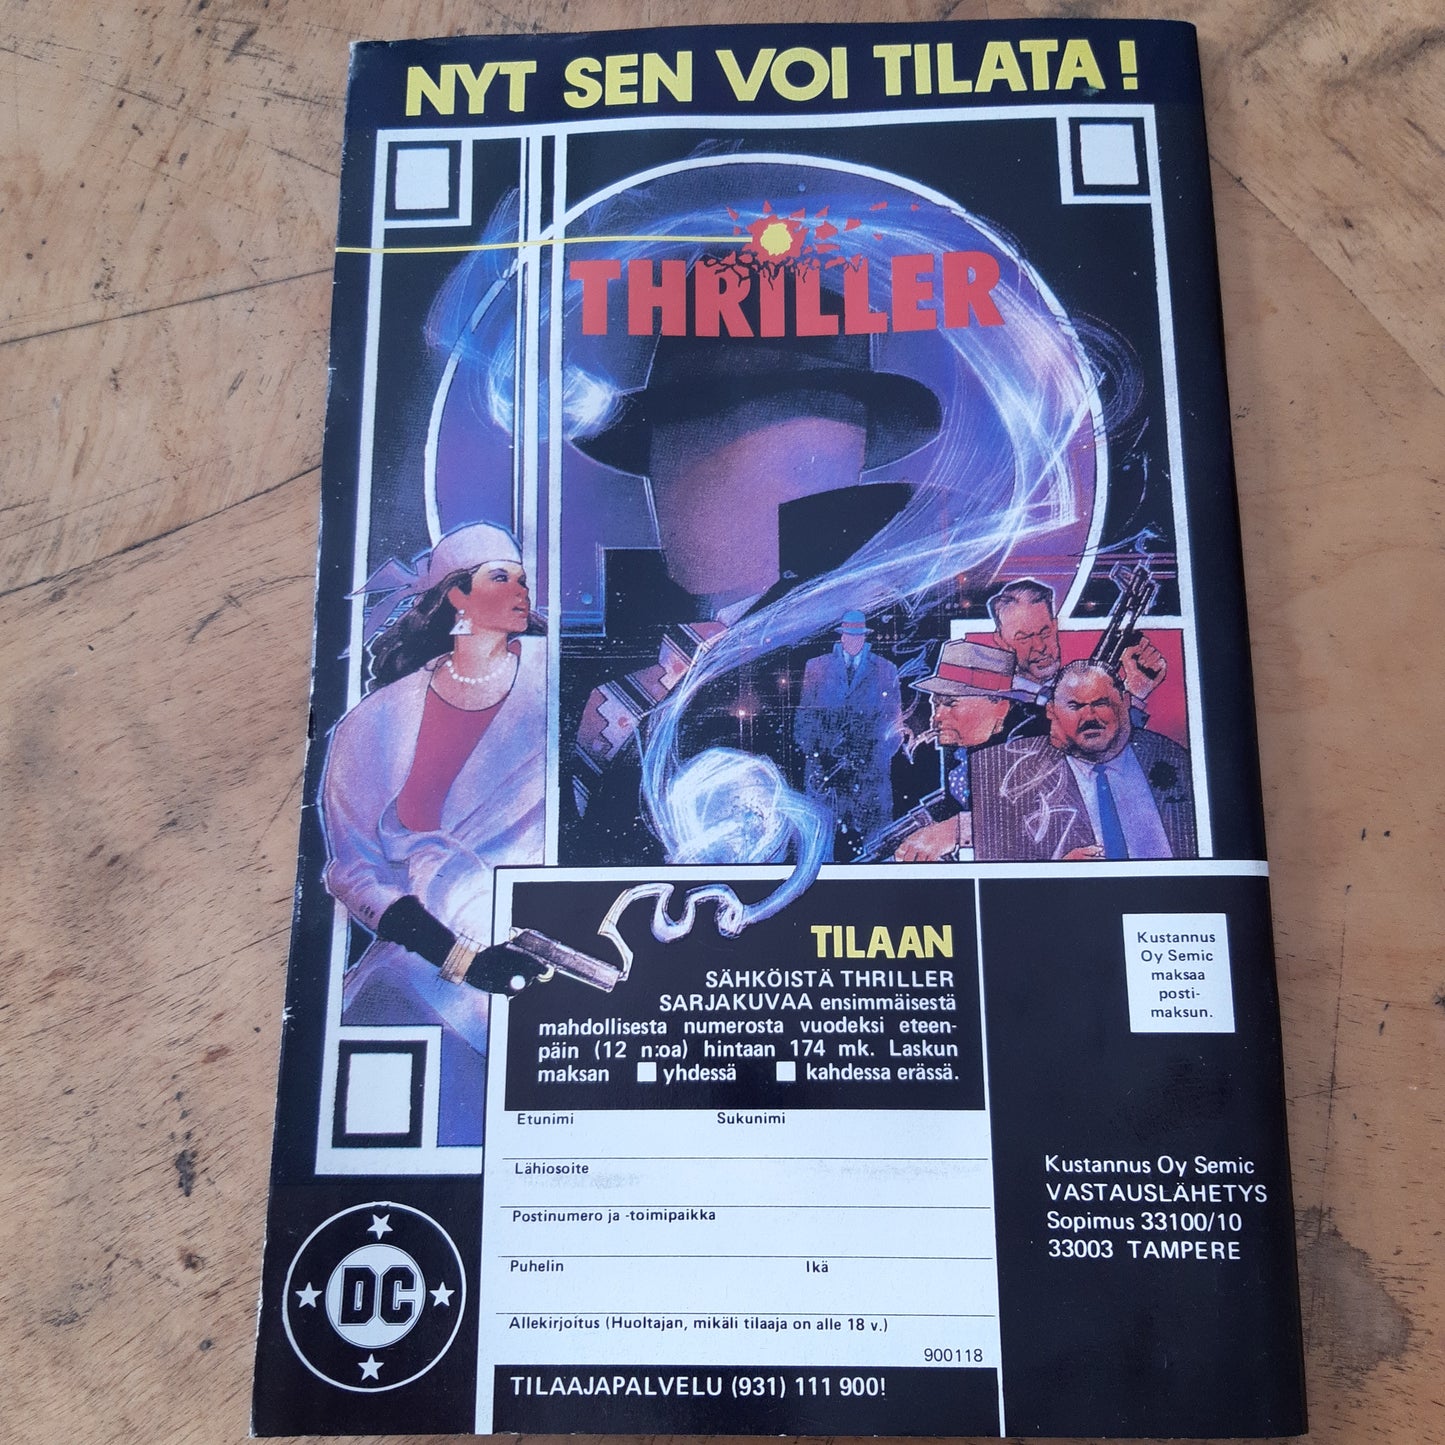 NYT SEN VOI TILATA!
THRILLER
TILAAN
SÄHKÖISTÄ THRILLER
SARJAKUVAA ensimmäisestä
mahdollisesta numerosta vuodeksi eteen-
päin (12 n:oa) hintaan 174 mk. Laskun
maksan yhdessä kahdessa erässä.
Etunimi Sukunimi
Lähiosoite
Postinumero ja -toimipaikka
Puhelin Ikä
Allekirjoitus (Huoltajan, mikäli tilaaja on alle 18 v.)
900118
TILAAJAPALVELU (931) 111 900!
Kustannus
Oy Semic
maksaa
posti-
maksun.
Kustannus Oy Semic
VASTAUSLÄHETYS
Sopimus 33100/10
33003 TAMPERE
DC